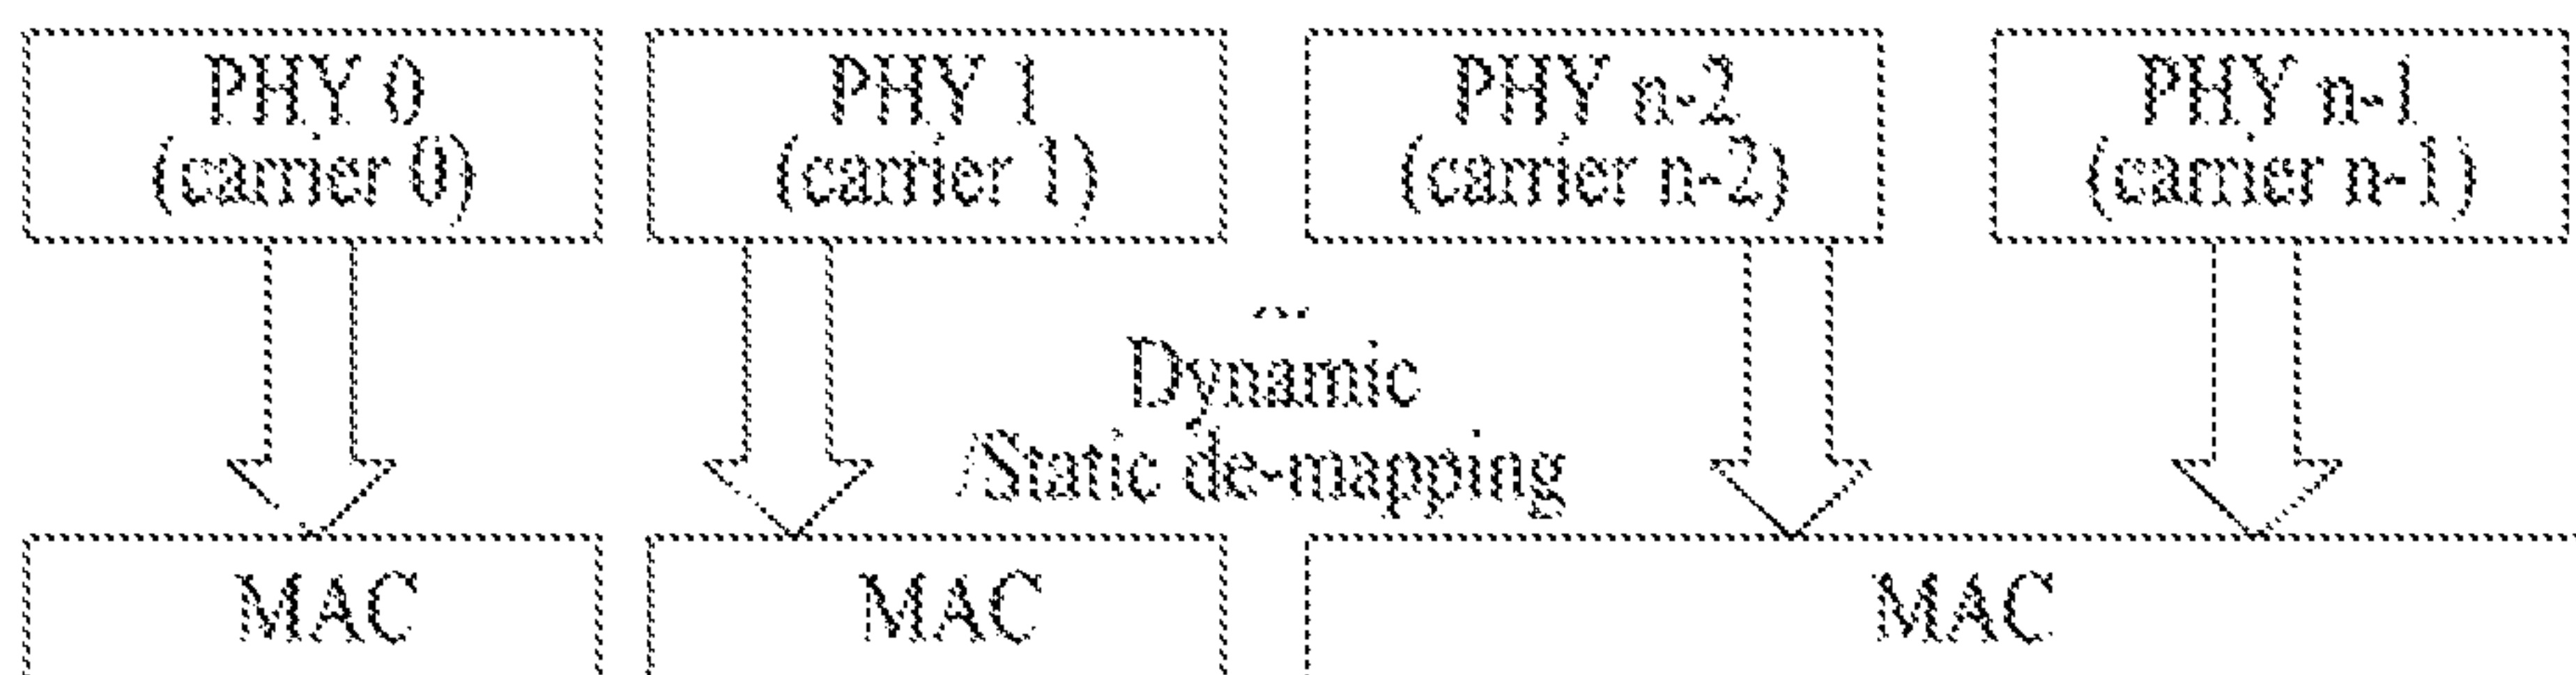 PHY 0
(carrier 0)
PHY 1
(carrier 1)
PHY n-2
(carrier n-2)
PHY n-1
(carrier n-1)
...
Dynamic
/Static de-mapping
MAC
MAC
MAC